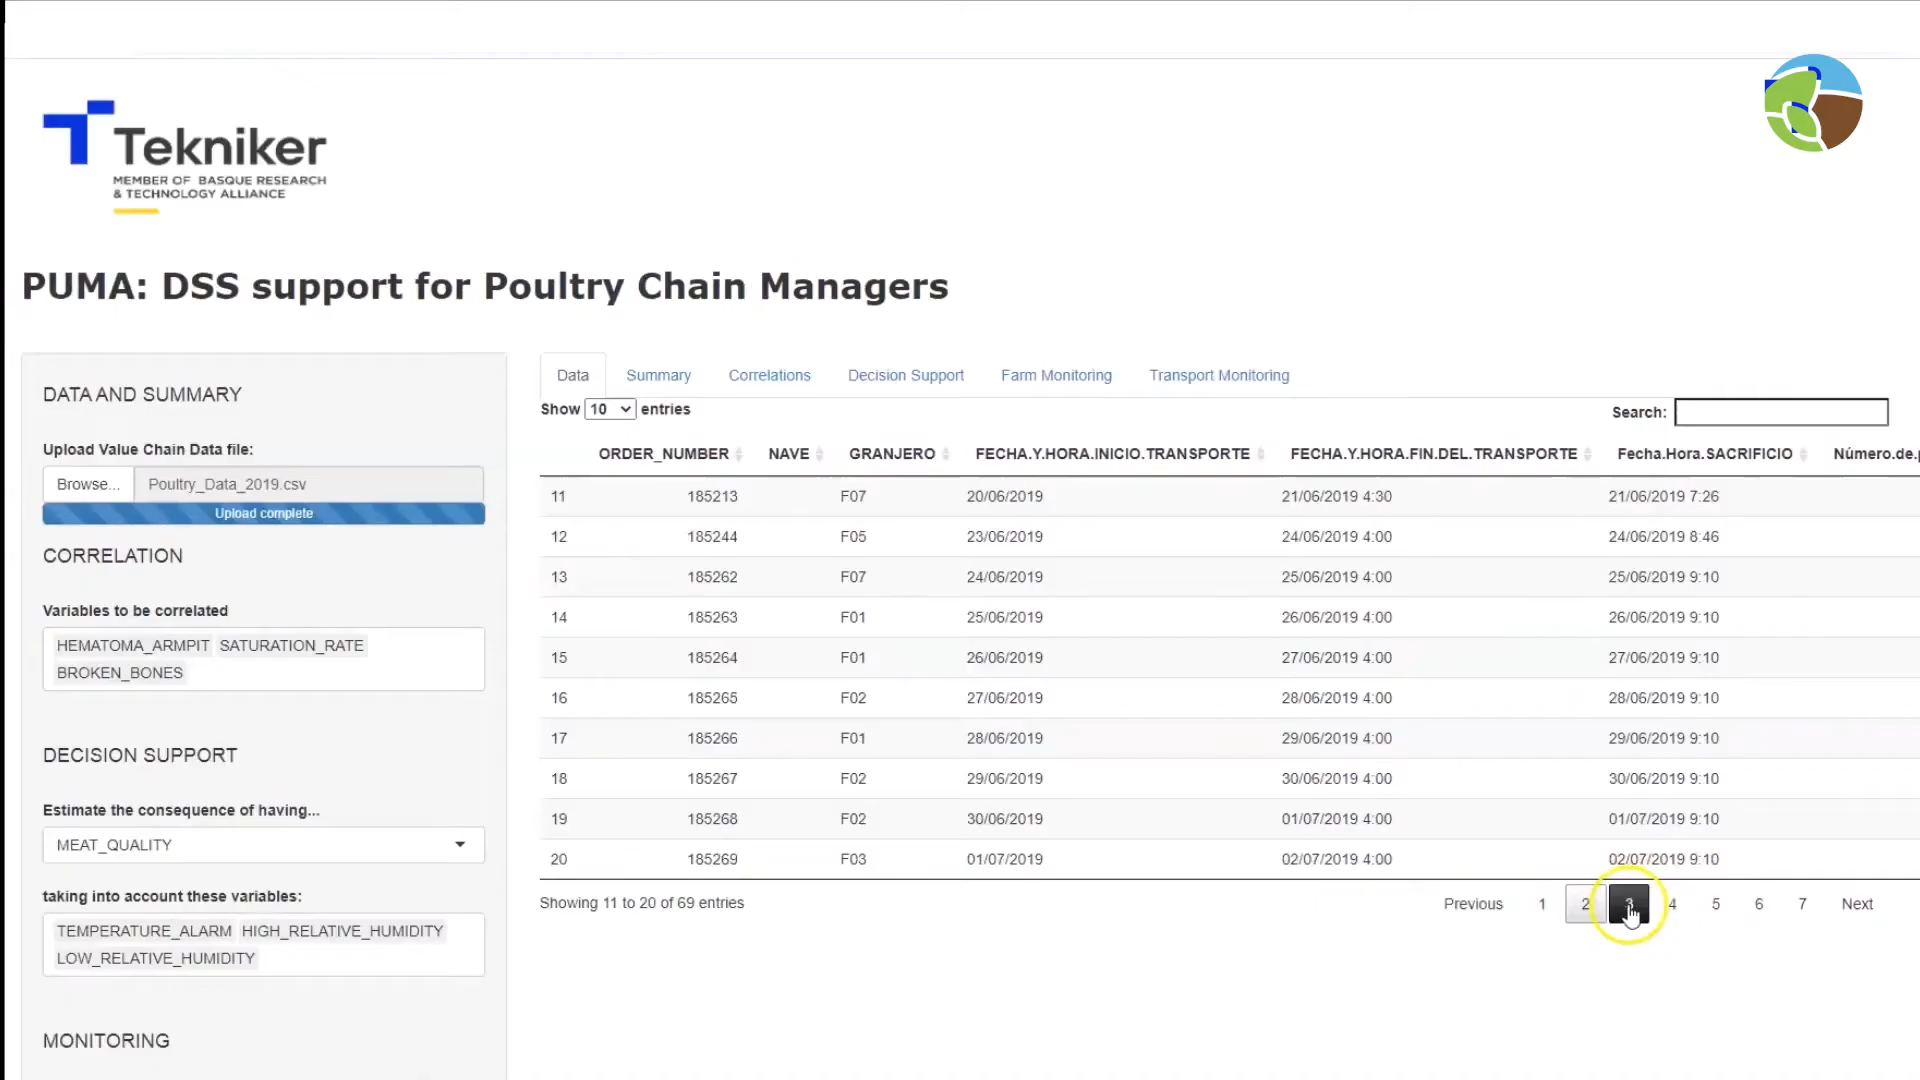 Tekniker
MEMBER OF BASQUE RESEARCH
& TECHNOLOGY ALLIANCE
PUMA: DSS support for Poultry Chain Managers
DATA AND SUMMARY
Upload Value Chain Data file:
Browse... Poultry_Data_2019.csv
Upload complete
CORRELATION
Variables to be correlated
HEMATOMA_ARMPIT SATURATION_RATE
BROKEN_BONES
DECISION SUPPORT
Estimate the consequence of having...
MEAT_QUALITY
taking into account these variables:
TEMPERATURE_ALARM HIGH_RELATIVE_HUMIDITY
LOW_RELATIVE_HUMIDITY
MONITORING
Data Summary Correlations Decision Support Farm Monitoring Transport Monitoring
Show 10 entries Search:
ORDER_NUMBER NAVE GRANJERO FECHA.Y.HORA.INICIO.TRANSPORTE FECHA.Y.HORA.FIN.DEL.TRANSPORTE Fecha.Hora.SACRIFICIO Número.de.p
11 185213 F07 20/06/2019 21/06/2019 4:30 21/06/2019 7:26
12 185244 F05 23/06/2019 24/06/2019 4:00 24/06/2019 8:46
13 185262 F07 24/06/2019 25/06/2019 4:00 25/06/2019 9:10
14 185263 F01 25/06/2019 26/06/2019 4:00 26/06/2019 9:10
15 185264 F01 26/06/2019 27/06/2019 4:00 27/06/2019 9:10
16 185265 F02 27/06/2019 28/06/2019 4:00 28/06/2019 9:10
17 185266 F01 28/06/2019 29/06/2019 4:00 29/06/2019 9:10
18 185267 F02 29/06/2019 30/06/2019 4:00 30/06/2019 9:10
19 185268 F02 30/06/2019 01/07/2019 4:00 01/07/2019 9:10
20 185269 F03 01/07/2019 02/07/2019 4:00 02/07/2019 9:10
Showing 11 to 20 of 69 entries Previous 1 2 3 4 5 6 7 Next